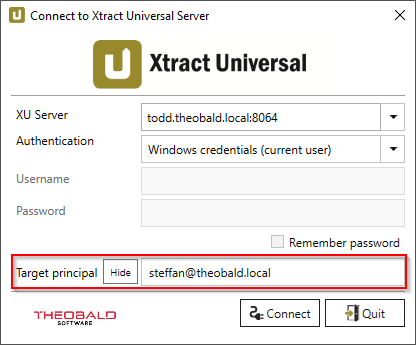 Connect to Xtract Universal Server
Xtract Universal
XU Server todd.theobald.local:8064
Authentication Windows credentials (current user)
Username
Password
Remember password
Target principal Hide steffan@theobald.local
THEOBALD
SOFTWARE
Connect Quit